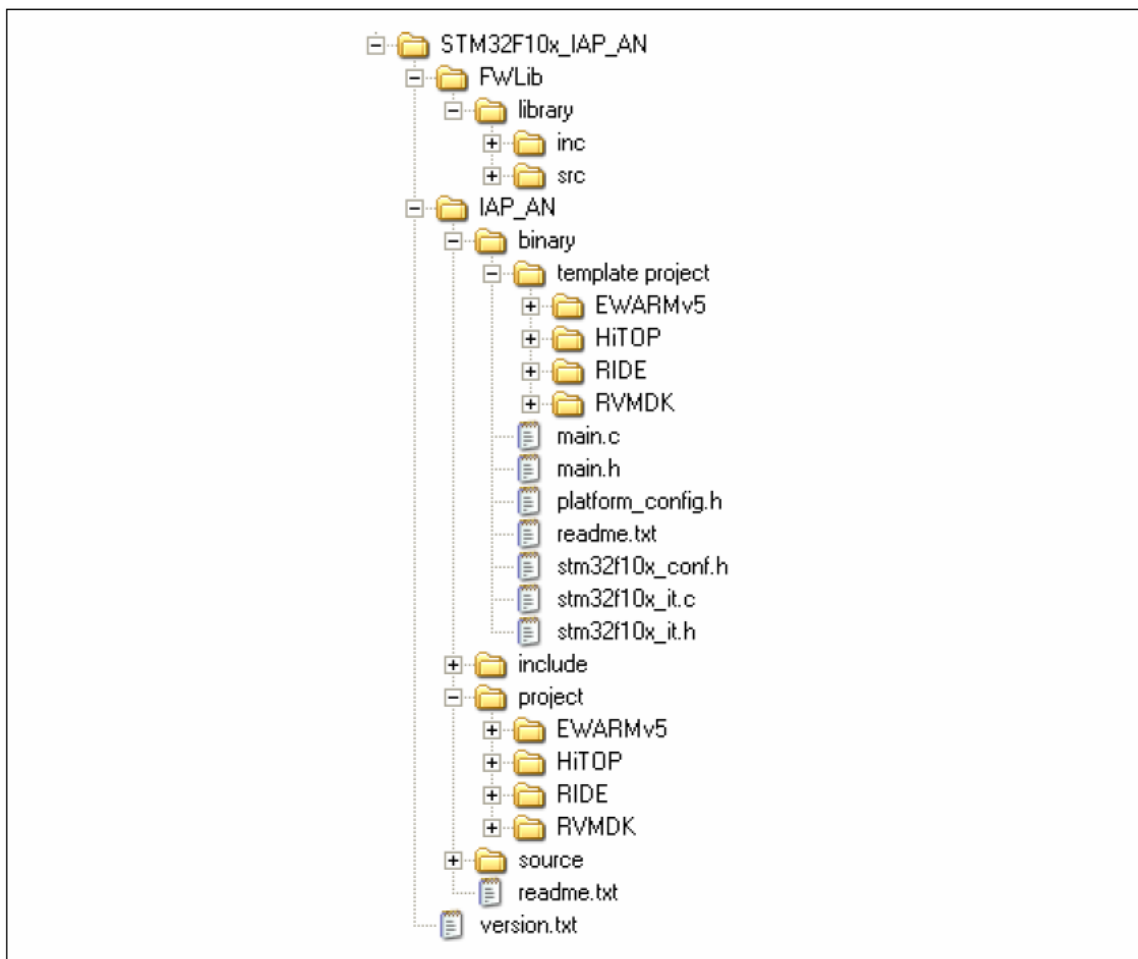 STM32F10x_IAP_AN
FWLib
library
inc
src
IAP_AN
binary
template project
EWARMv5
HiTOP
RIDE
RVMDK
main.c
main.h
platform_config.h
readme.txt
stm32f10x_conf.h
stm32f10x_it.c
stm32f10x_it.h
include
project
EWARMv5
HiTOP
RIDE
RVMDK
source
readme.txt
version.txt